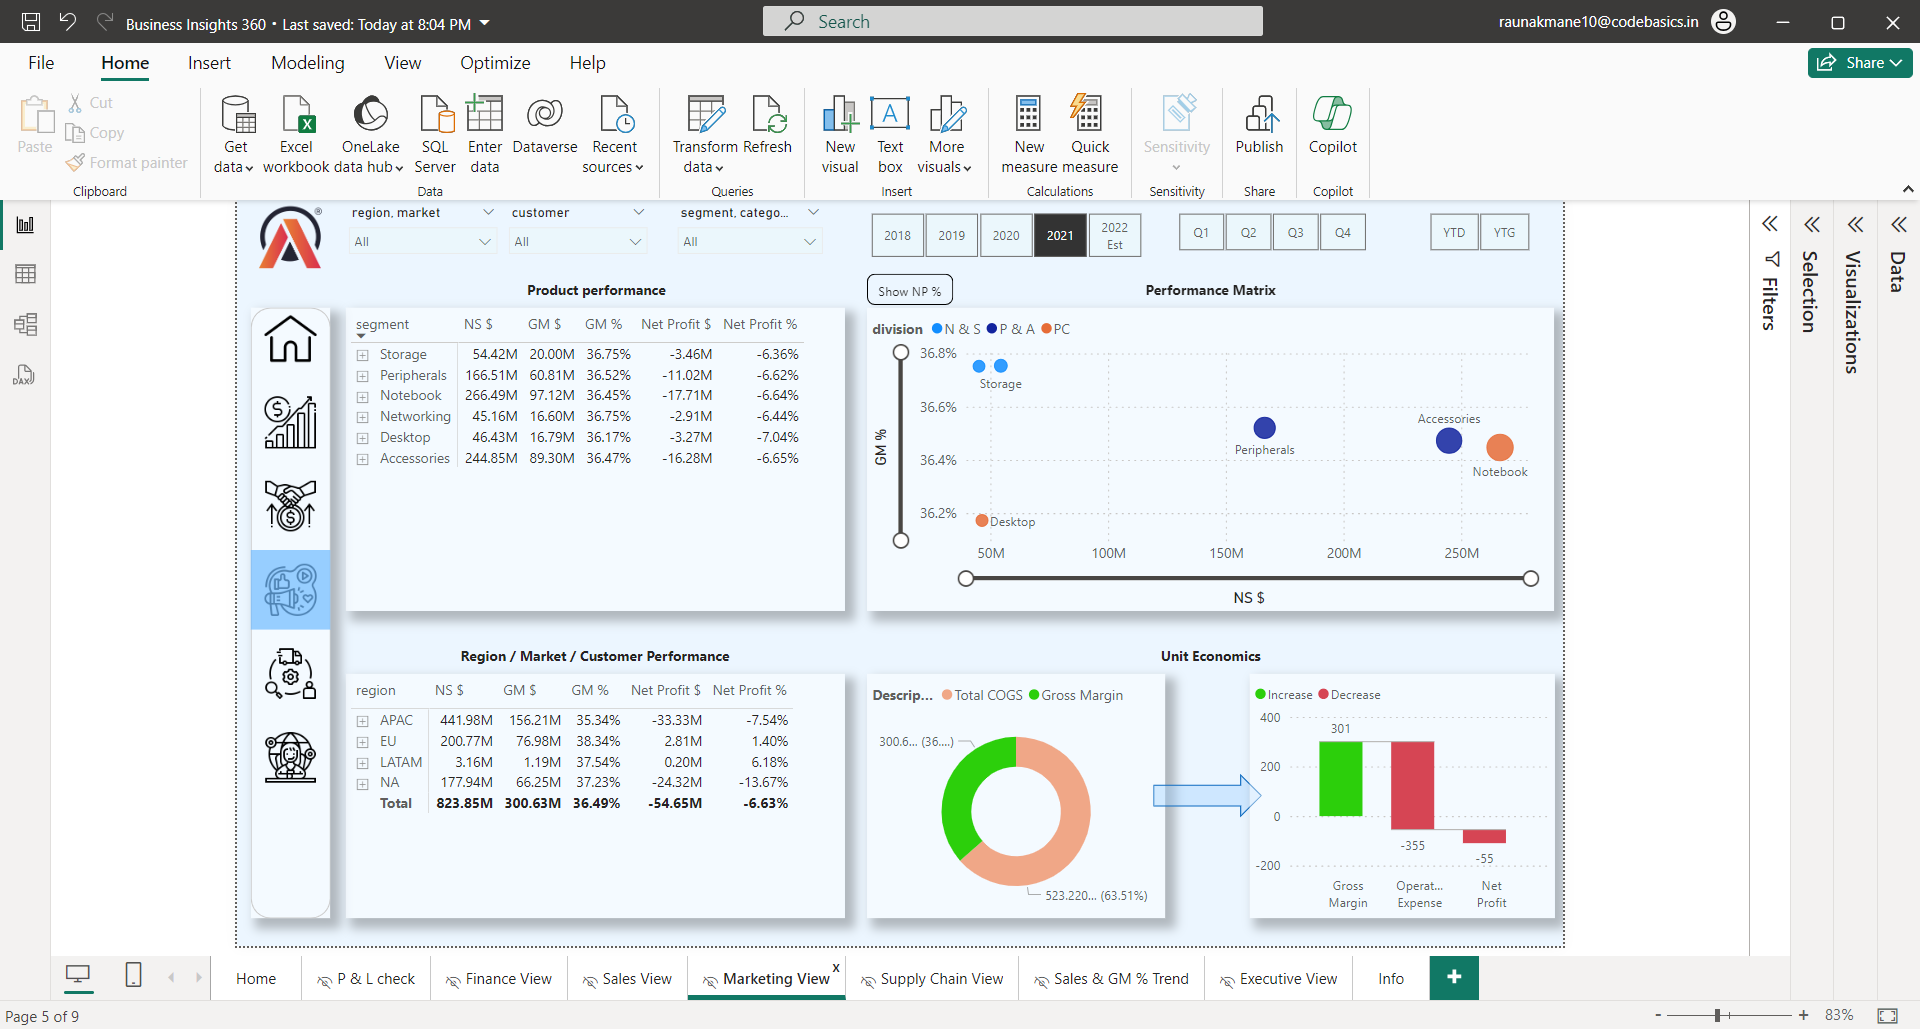 Business Insights 360 • Last saved: Today at 8:04 PM
Search
raunakmane10@codebasics.in
File Home Insert Modeling View Optimize Help
Share
Paste
Cut
Copy
Format painter
Clipboard
Get data
Excel workbook
OneLake data hub
SQL Server
Enter data
Dataverse
Recent sources
Data
Transform data
Refresh
Queries
New visual
Text box
More visuals
Insert
New measure
Quick measure
Calculations
Sensitivity
Sensitivity
Publish
Share
Copilot
Copilot
DAX
region, market
All
customer
All
segment, catego...
All
2018 2019 2020 2021 2022 Est
Q1 Q2 Q3 Q4
YTD YTG
Product performance
segment NS $ GM $ GM % Net Profit $ Net Profit %
Storage 54.42M 20.00M 36.75% -3.46M -6.36%
Peripherals 166.51M 60.81M 36.52% -11.02M -6.62%
Notebook 266.49M 97.12M 36.45% -17.71M -6.64%
Networking 45.16M 16.60M 36.75% -2.91M -6.44%
Desktop 46.43M 16.79M 36.17% -3.27M -7.04%
Accessories 244.85M 89.30M 36.47% -16.28M -6.65%
Show NP %
Performance Matrix
division N & S P & A PC
GM %
36.8%
36.6%
36.4%
36.2%
Storage
Peripherals
Accessories
Notebook
Desktop
50M 100M 150M 200M 250M
NS $
Region / Market / Customer Performance
region NS $ GM $ GM % Net Profit $ Net Profit %
APAC 441.98M 156.21M 35.34% -33.33M -7.54%
EU 200.77M 76.98M 38.34% 2.81M 1.40%
LATAM 3.16M 1.19M 37.54% 0.20M 6.18%
NA 177.94M 66.25M 37.23% -24.32M -13.67%
Total 823.85M 300.63M 36.49% -54.65M -6.63%
Unit Economics
Descrip... Total COGS Gross Margin
300.6... (36....)
523.220... (63.51%)
Increase Decrease
400
200
0
-200
301
-355
-55
Gross Margin
Operat... Expense
Net Profit
Filters
Selection
Visualizations
Data
Home P & L check Finance View Sales View Marketing View x Supply Chain View Sales & GM % Trend Executive View Info +
Page 5 of 9
- + 83%